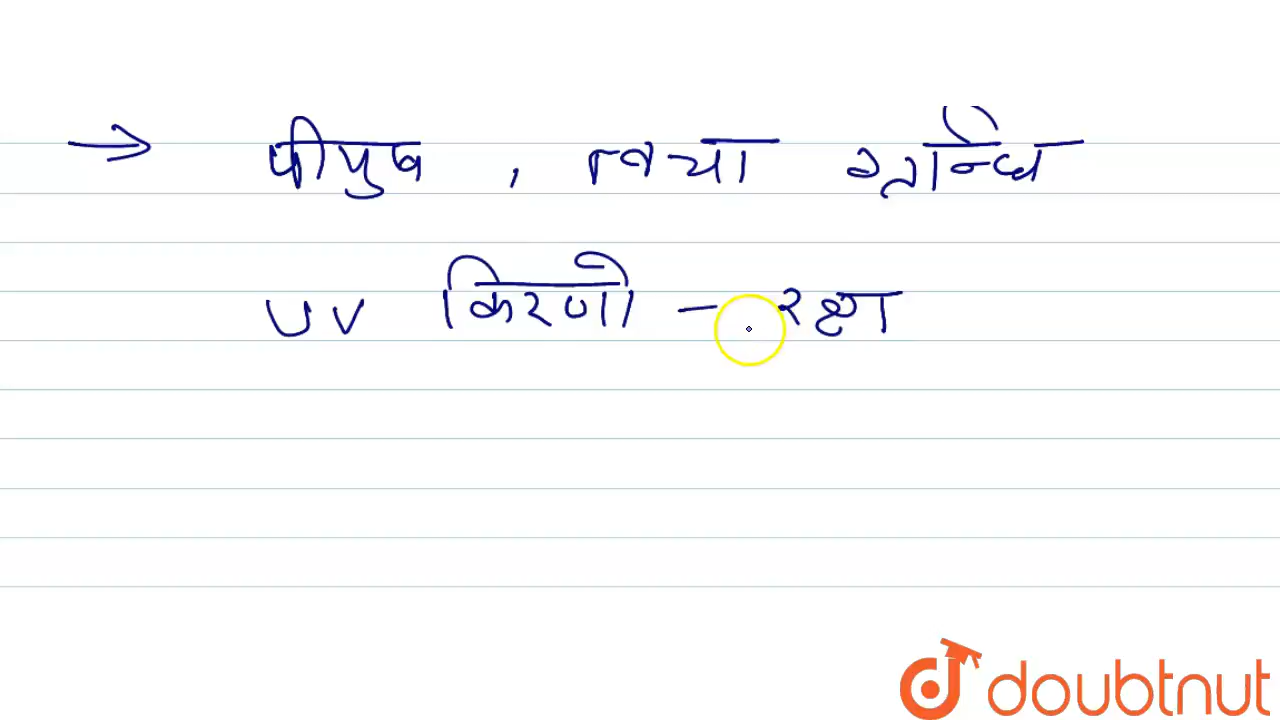 → पीयुष , त्वचा ग्रन्थि
UV किरणो - रक्षा
doubtnut